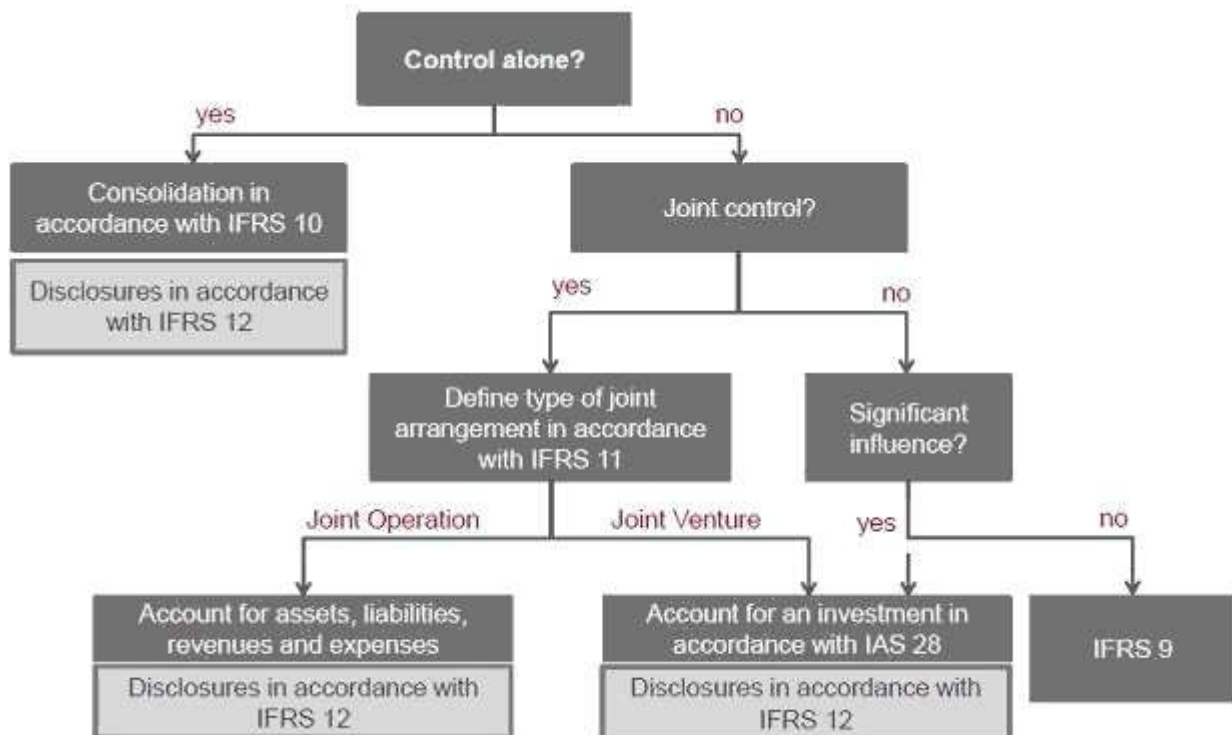 Control alone?
yes
no
Consolidation in
accordance with IFRS 10
Joint control?
Disclosures in accordance
with IFRS 12
yes
no
Define type of joint
arrangement in accordance
with IFRS 11
Significant
influence?
Joint Operation
Joint Venture
yes
no
Account for assets, liabilities,
revenues and expenses
Account for an investment in
accordance with IAS 28
IFRS 9
Disclosures in accordance with
IFRS 12
Disclosures in accordance with
IFRS 12